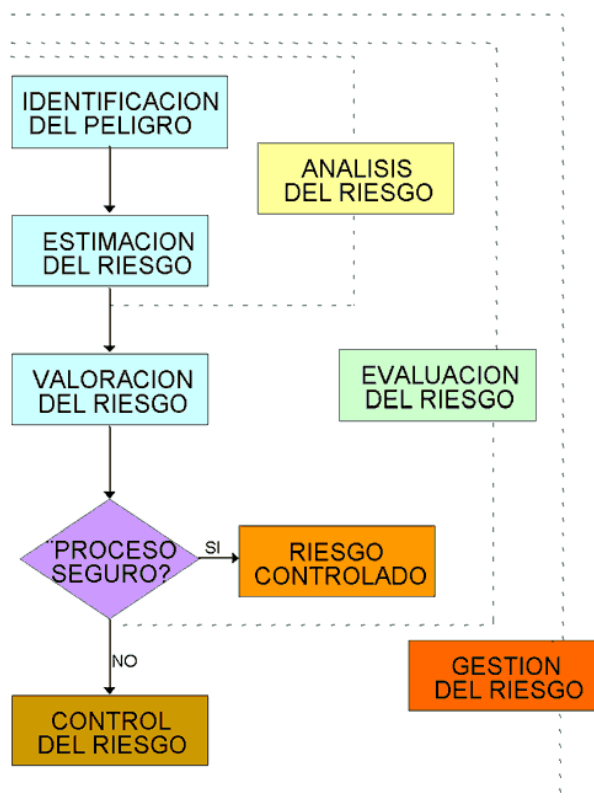 IDENTIFICACION
DEL PELIGRO
ANALISIS
DEL RIESGO
ESTIMACION
DEL RIESGO
VALORACION
DEL RIESGO
EVALUACION
DEL RIESGO
¨PROCESO
SEGURO?
SI
RIESGO
CONTROLADO
NO
GESTION
DEL RIESGO
CONTROL
DEL RIESGO